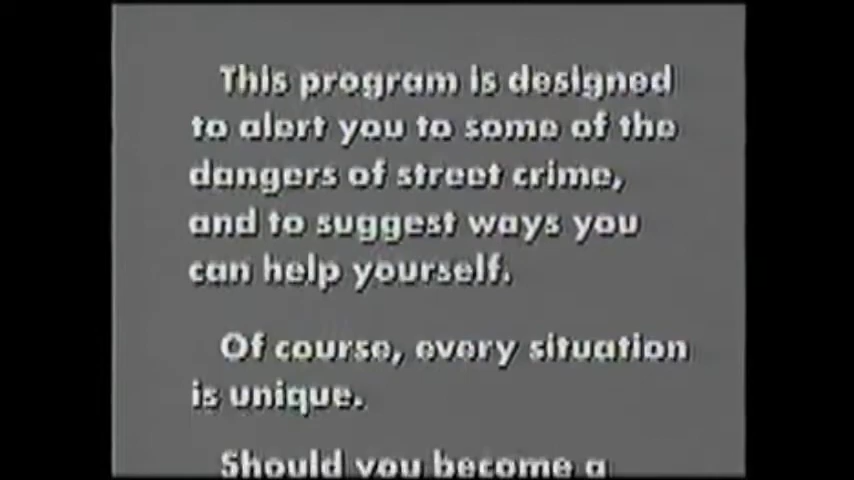 This program is designed
to alert you to some of the
dangers of street crime,
and to suggest ways you
can help yourself.
Of course, every situation
is unique.
Should you become a